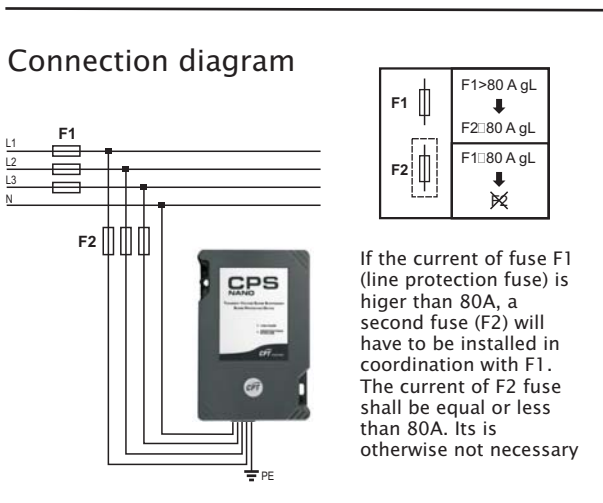 Connection diagram
F1
L1
L2
L3
N
F2
CPS
NANO
CPT
CPT
PE
F1
F1>80 A gL
F2□80 A gL
F2
F1□80 A gL
F2
If the current of fuse F1
(line protection fuse) is
higer than 80A, a
second fuse (F2) will
have to be installed in
coordination with F1.
The current of F2 fuse
shall be equal or less
than 80A. Its is
otherwise not necessary